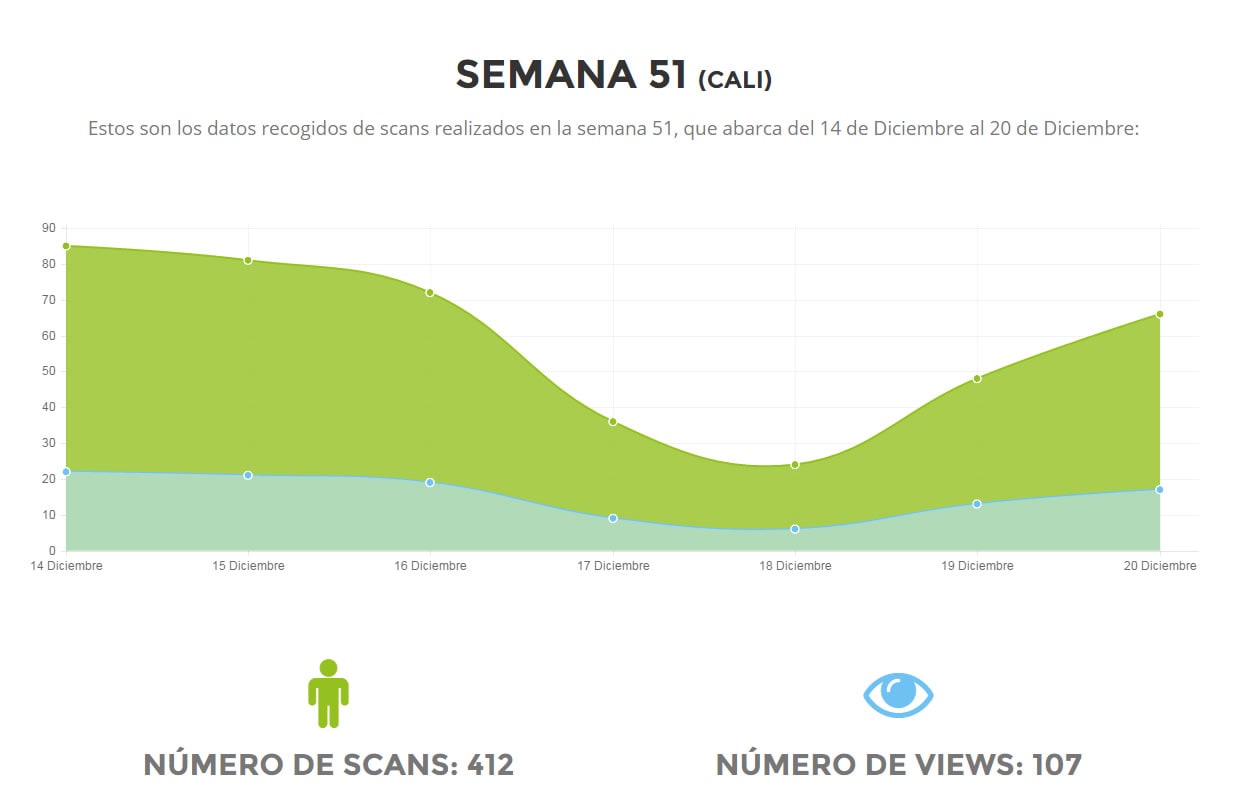 SEMANA 51 (CALI)
Estos son los datos recogidos de scans realizados en la semana 51, que abarca del 14 de Diciembre al 20 de Diciembre:
90
80
70
60
50
40
30
20
10
0
14 Diciembre 15 Diciembre 16 Diciembre 17 Diciembre 18 Diciembre 19 Diciembre 20 Diciembre
NÚMERO DE SCANS: 412 NÚMERO DE VIEWS: 107